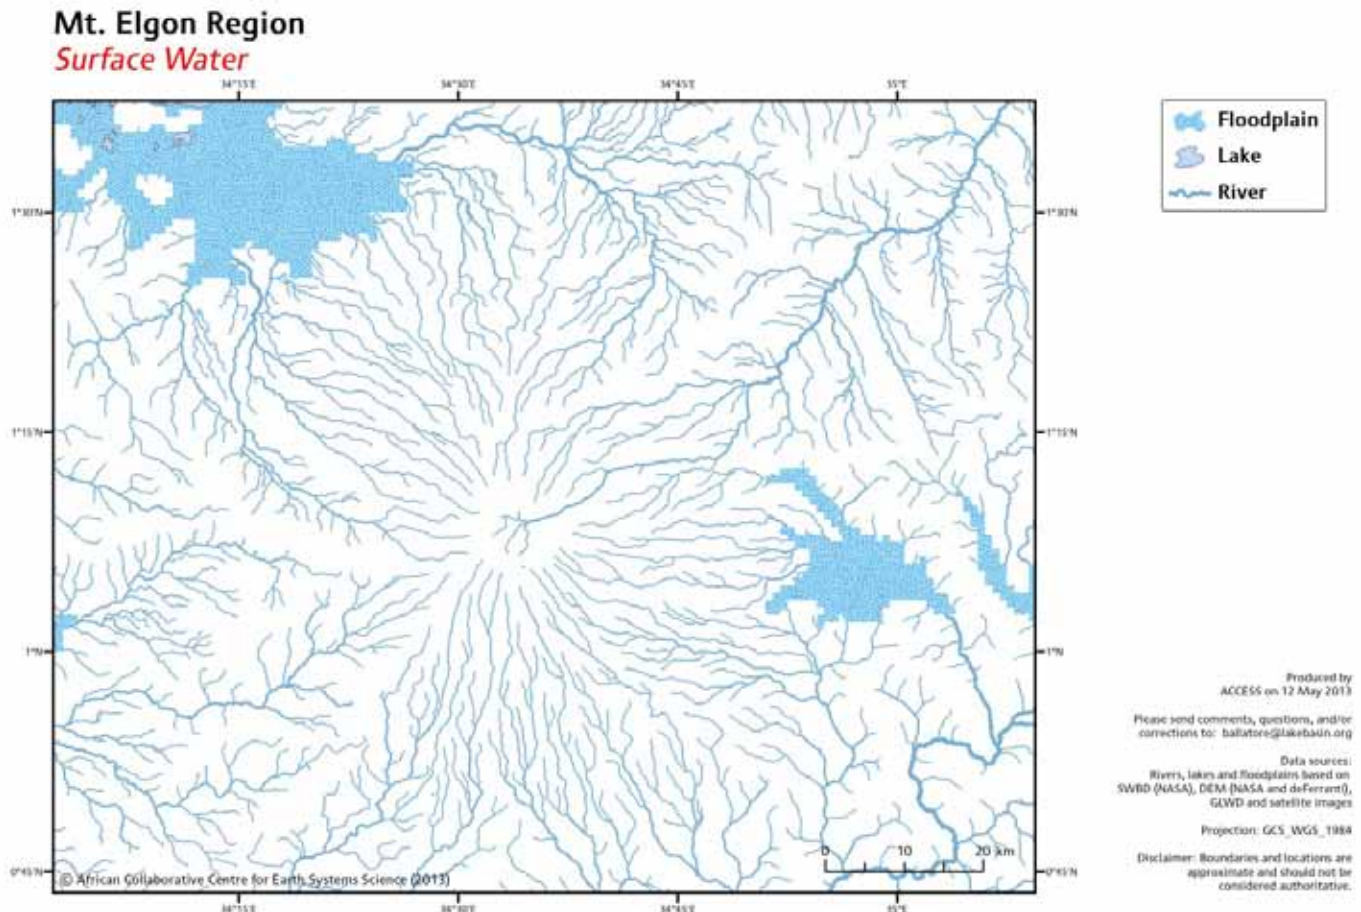 Mt. Elgon Region
Surface Water
34°15'E
34°30'E
34°45'E
35°E
Floodplain
Lake
River
1°30'N
1°30'N
1°15'N
1°15'N
1°N
1°N
0°45'N
0°45'N
0 10 20 km
© African Collaborative Centre for Earth Systems Science (2013)
34°15'E
34°30'E
34°45'E
35°E
Produced by
ACCESS on 12 May 2013
Please send comments, questions, and/or
corrections to: ballatore@lakebasin.org
Data sources:
Rivers, lakes and floodplains based on
SWBD (NASA), DEM (NASA and deFerranti),
GLWD and satellite images
Projection: GCS_WGS_1984
Disclaimer: Boundaries and locations are
approximate and should not be
considered authoritative.